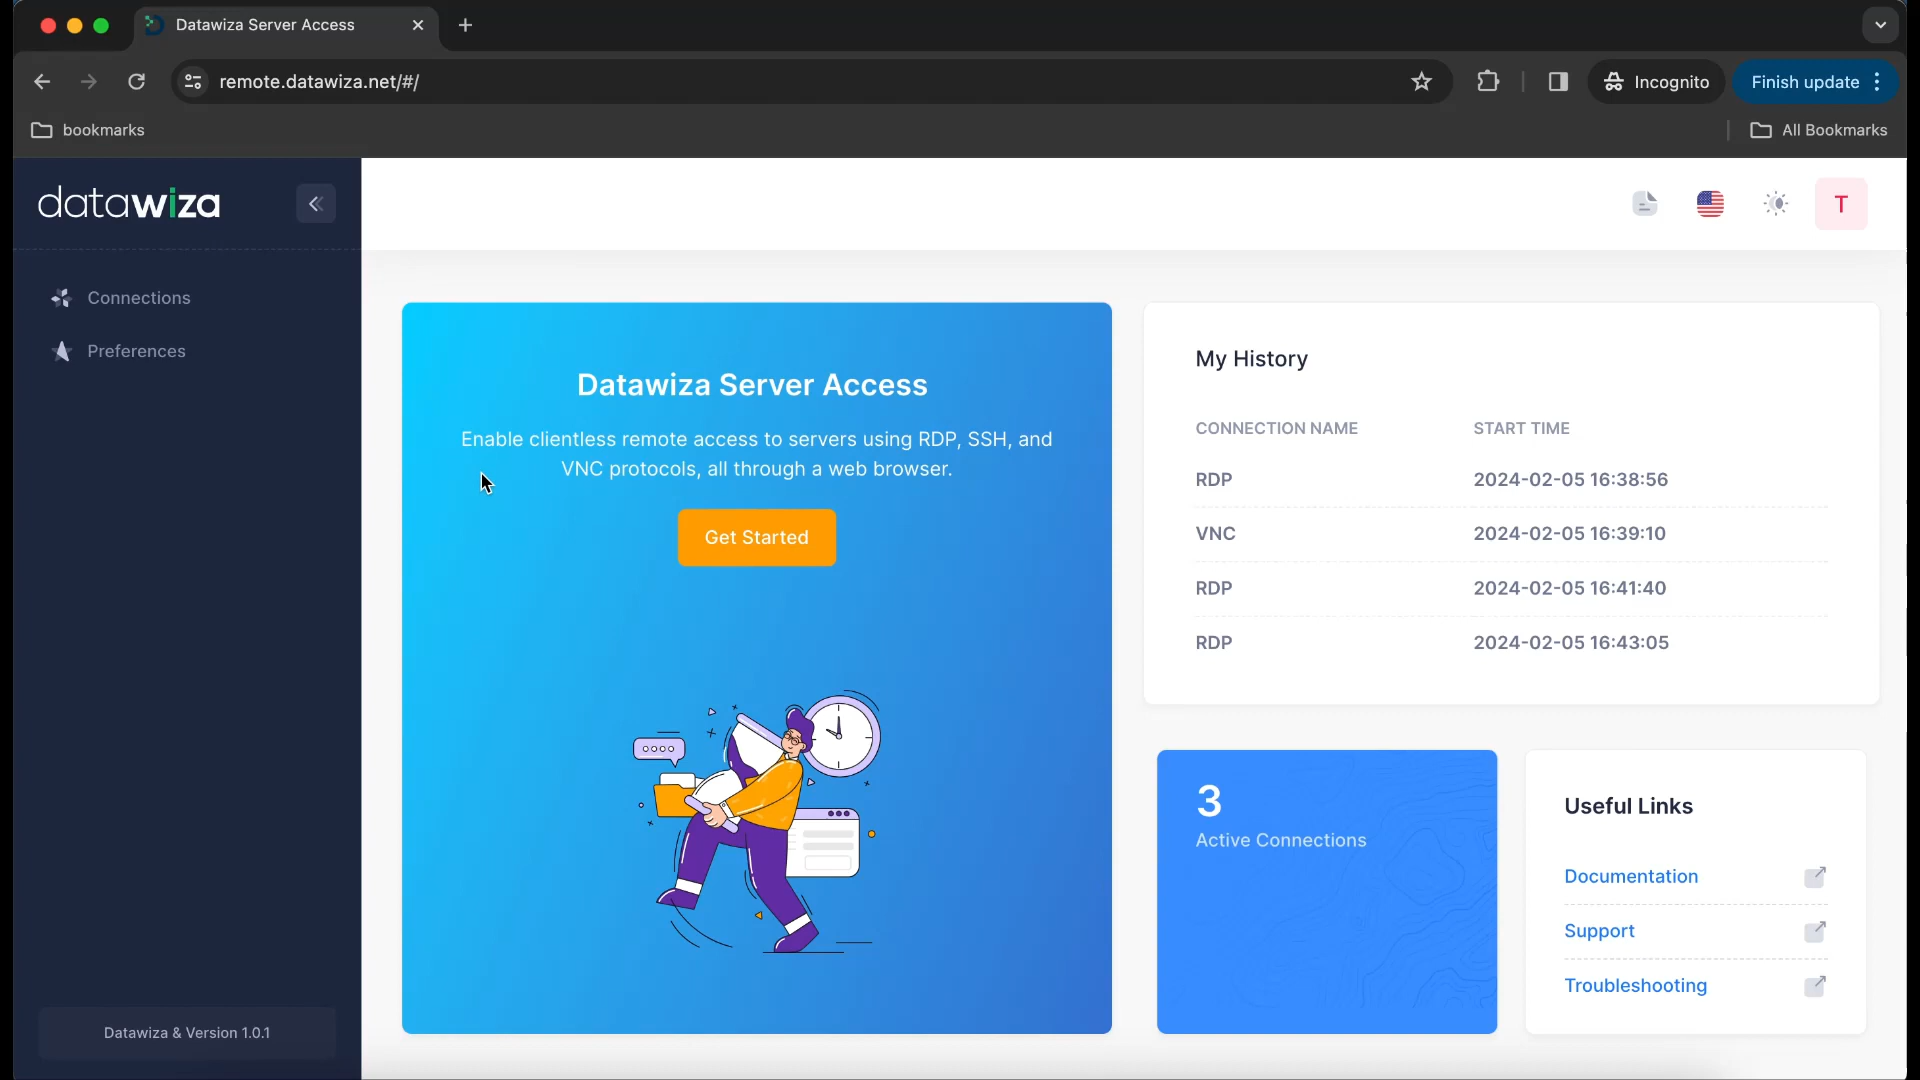 Datawiza Server Access
remote.datawiza.net/#/
Incognito
Finish update
bookmarks
All Bookmarks
datawiza
T
Connections
Preferences
Datawiza Server Access
Enable clientless remote access to servers using RDP, SSH, and
VNC protocols, all through a web browser.
Get Started
My History
CONNECTION NAME START TIME
RDP 2024-02-05 16:38:56
VNC 2024-02-05 16:39:10
RDP 2024-02-05 16:41:40
RDP 2024-02-05 16:43:05
3
Active Connections
Useful Links
Documentation
Support
Troubleshooting
Datawiza & Version 1.0.1